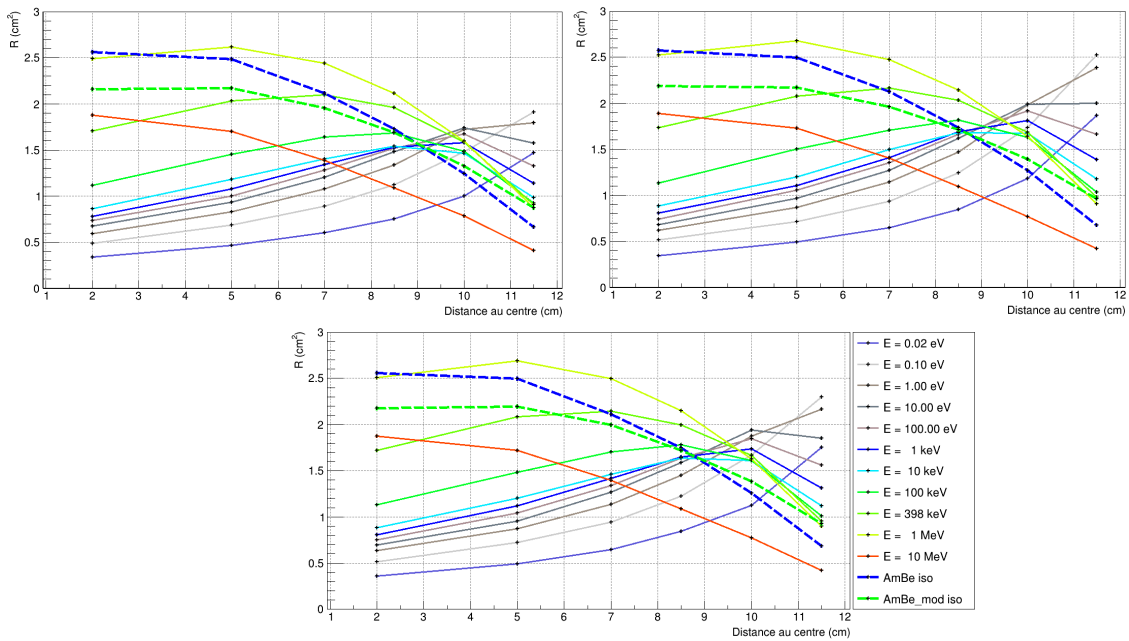 R (cm²)
3
2.5
2
1.5
1
0.5
0
1 2 3 4 5 6 7 8 9 10 11 12
Distance au centre (cm)
R (cm²)
3
2.5
2
1.5
1
0.5
0
1 2 3 4 5 6 7 8 9 10 11 12
Distance au centre (cm)
R (cm²)
3
2.5
2
1.5
1
0.5
0
1 2 3 4 5 6 7 8 9 10 11 12
Distance au centre (cm)
E = 0.02 eV
E = 0.10 eV
E = 1.00 eV
E = 10.00 eV
E = 100.00 eV
E = 1 keV
E = 10 keV
E = 100 keV
E = 398 keV
E = 1 MeV
E = 10 MeV
AmBe iso
AmBe_mod iso